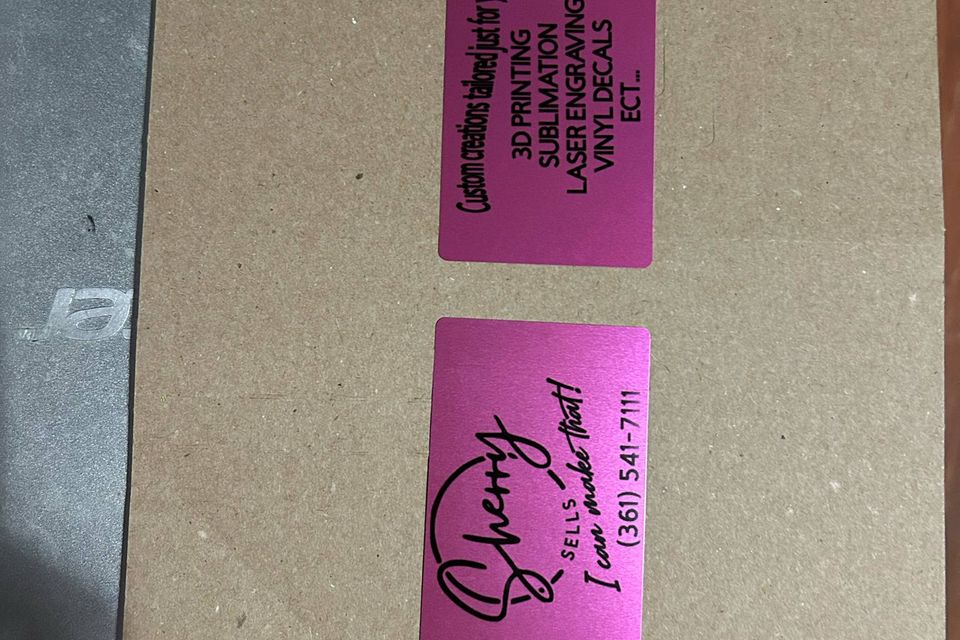 Custom creations tailored just for
3D PRINTING
SUBLIMATION
LASER ENGRAVING
VINYL DECALS
ECT...
Sherry
SELLS
I can make that!
(361) 541-7111